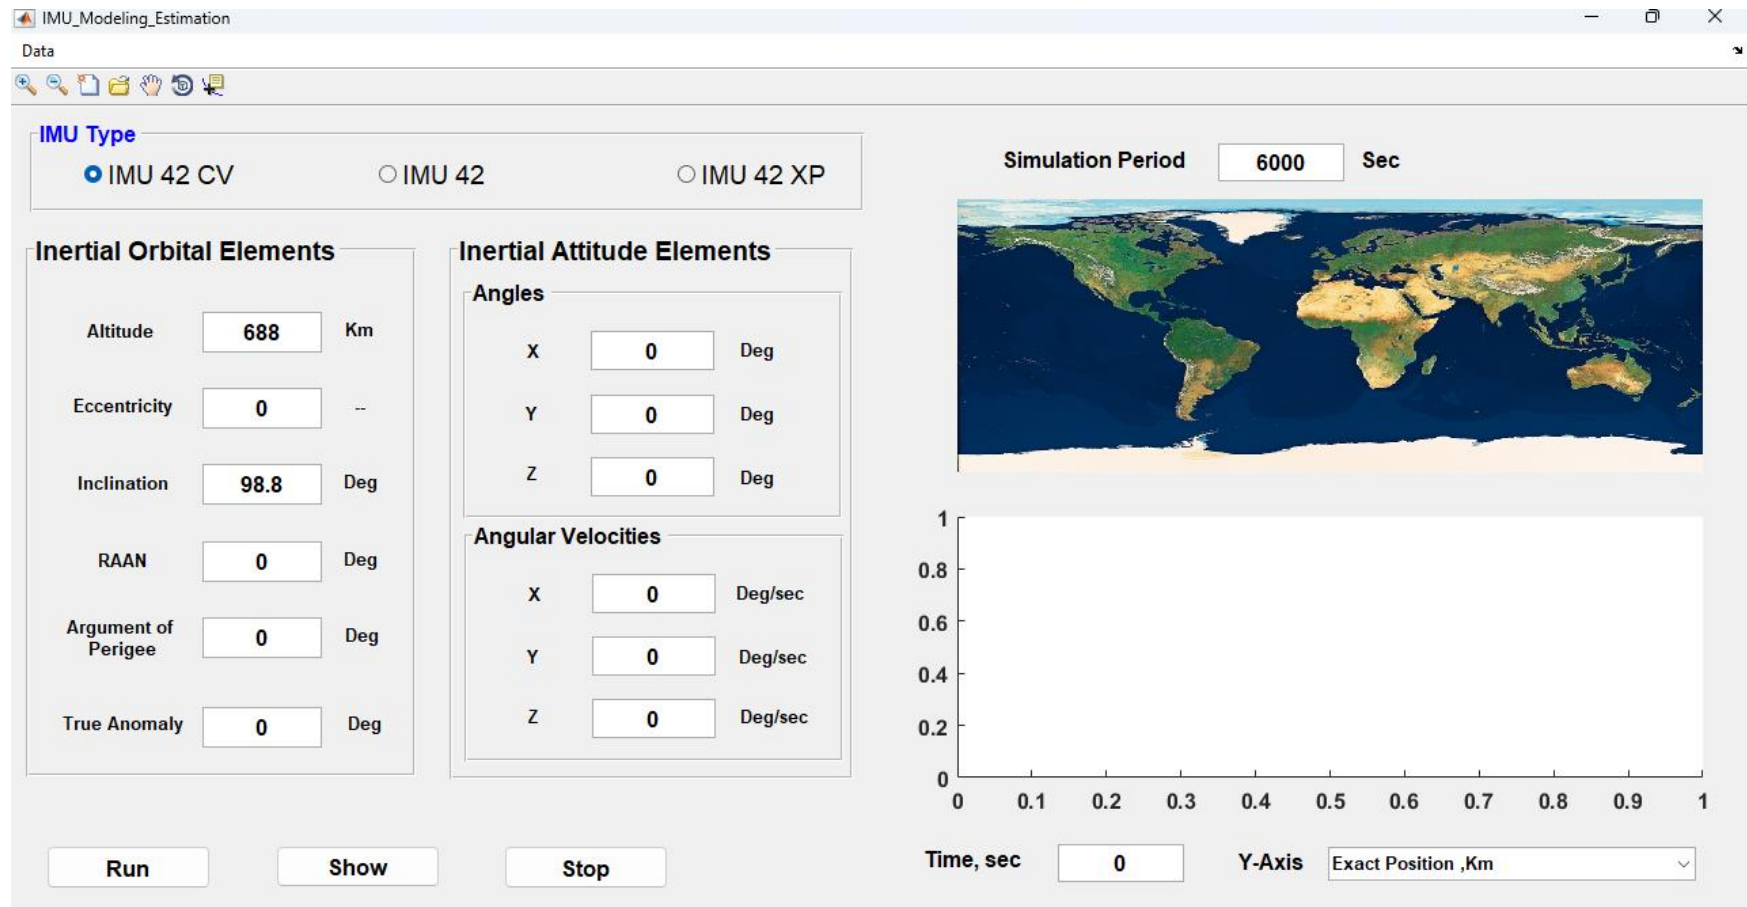 IMU_Modeling_Estimation
Data
IMU Type
IMU 42 CV IMU 42 IMU 42 XP
Simulation Period 6000 Sec
Inertial Orbital Elements
Altitude 688 Km
Eccentricity 0 --
Inclination 98.8 Deg
RAAN 0 Deg
Argument of
Perigee 0 Deg
True Anomaly 0 Deg
Inertial Attitude Elements
Angles
X 0 Deg
Y 0 Deg
Z 0 Deg
Angular Velocities
X 0 Deg/sec
Y 0 Deg/sec
Z 0 Deg/sec
1
0.8
0.6
0.4
0.2
0
0 0.1 0.2 0.3 0.4 0.5 0.6 0.7 0.8 0.9 1
Run Show Stop
Time, sec 0 Y-Axis Exact Position ,Km